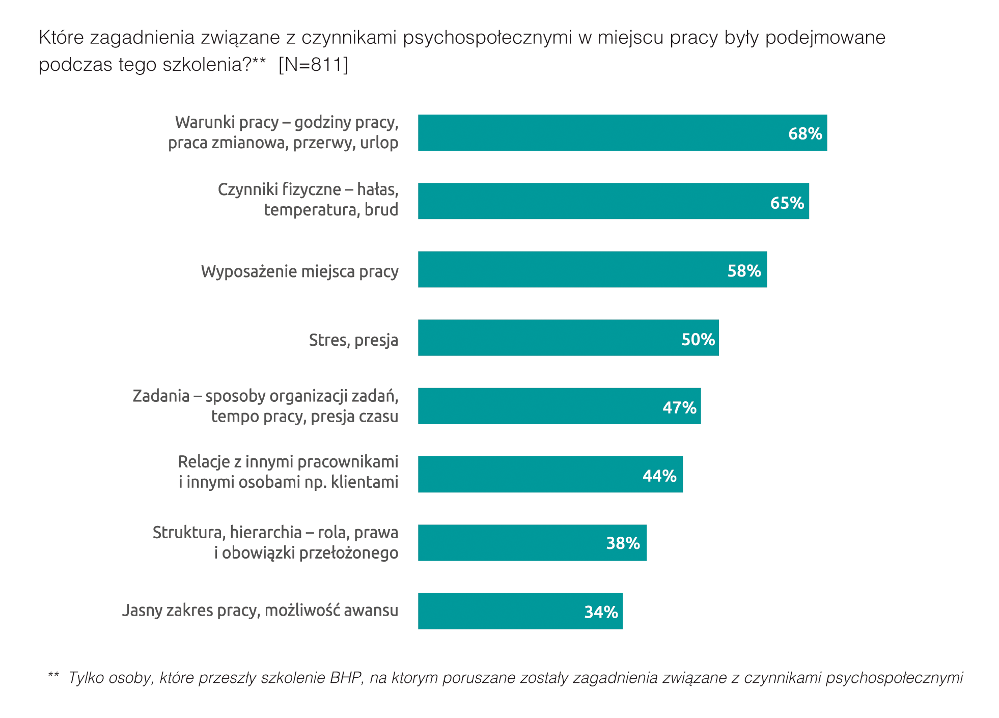 Które zagadnienia związane z czynnikami psychospołecznymi w miejscu pracy były podejmowane
podczas tego szkolenia?** [N=811]
Warunki pracy – godziny pracy,
praca zmianowa, przerwy, urlop
68%
Czynniki fizyczne – hałas,
temperatura, brud
65%
Wyposażenie miejsca pracy
58%
Stres, presja
50%
Zadania – sposoby organizacji zadań,
tempo pracy, presja czasu
47%
Relacje z innymi pracownikami
i innymi osobami np. klientami
44%
Struktura, hierarchia – rola, prawa
i obowiązki przełożonego
38%
Jasny zakres pracy, możliwość awansu
34%
** Tylko osoby, które przeszły szkolenie BHP, na ktorym poruszane zostały zagadnienia związane z czynnikami psychospołecznymi